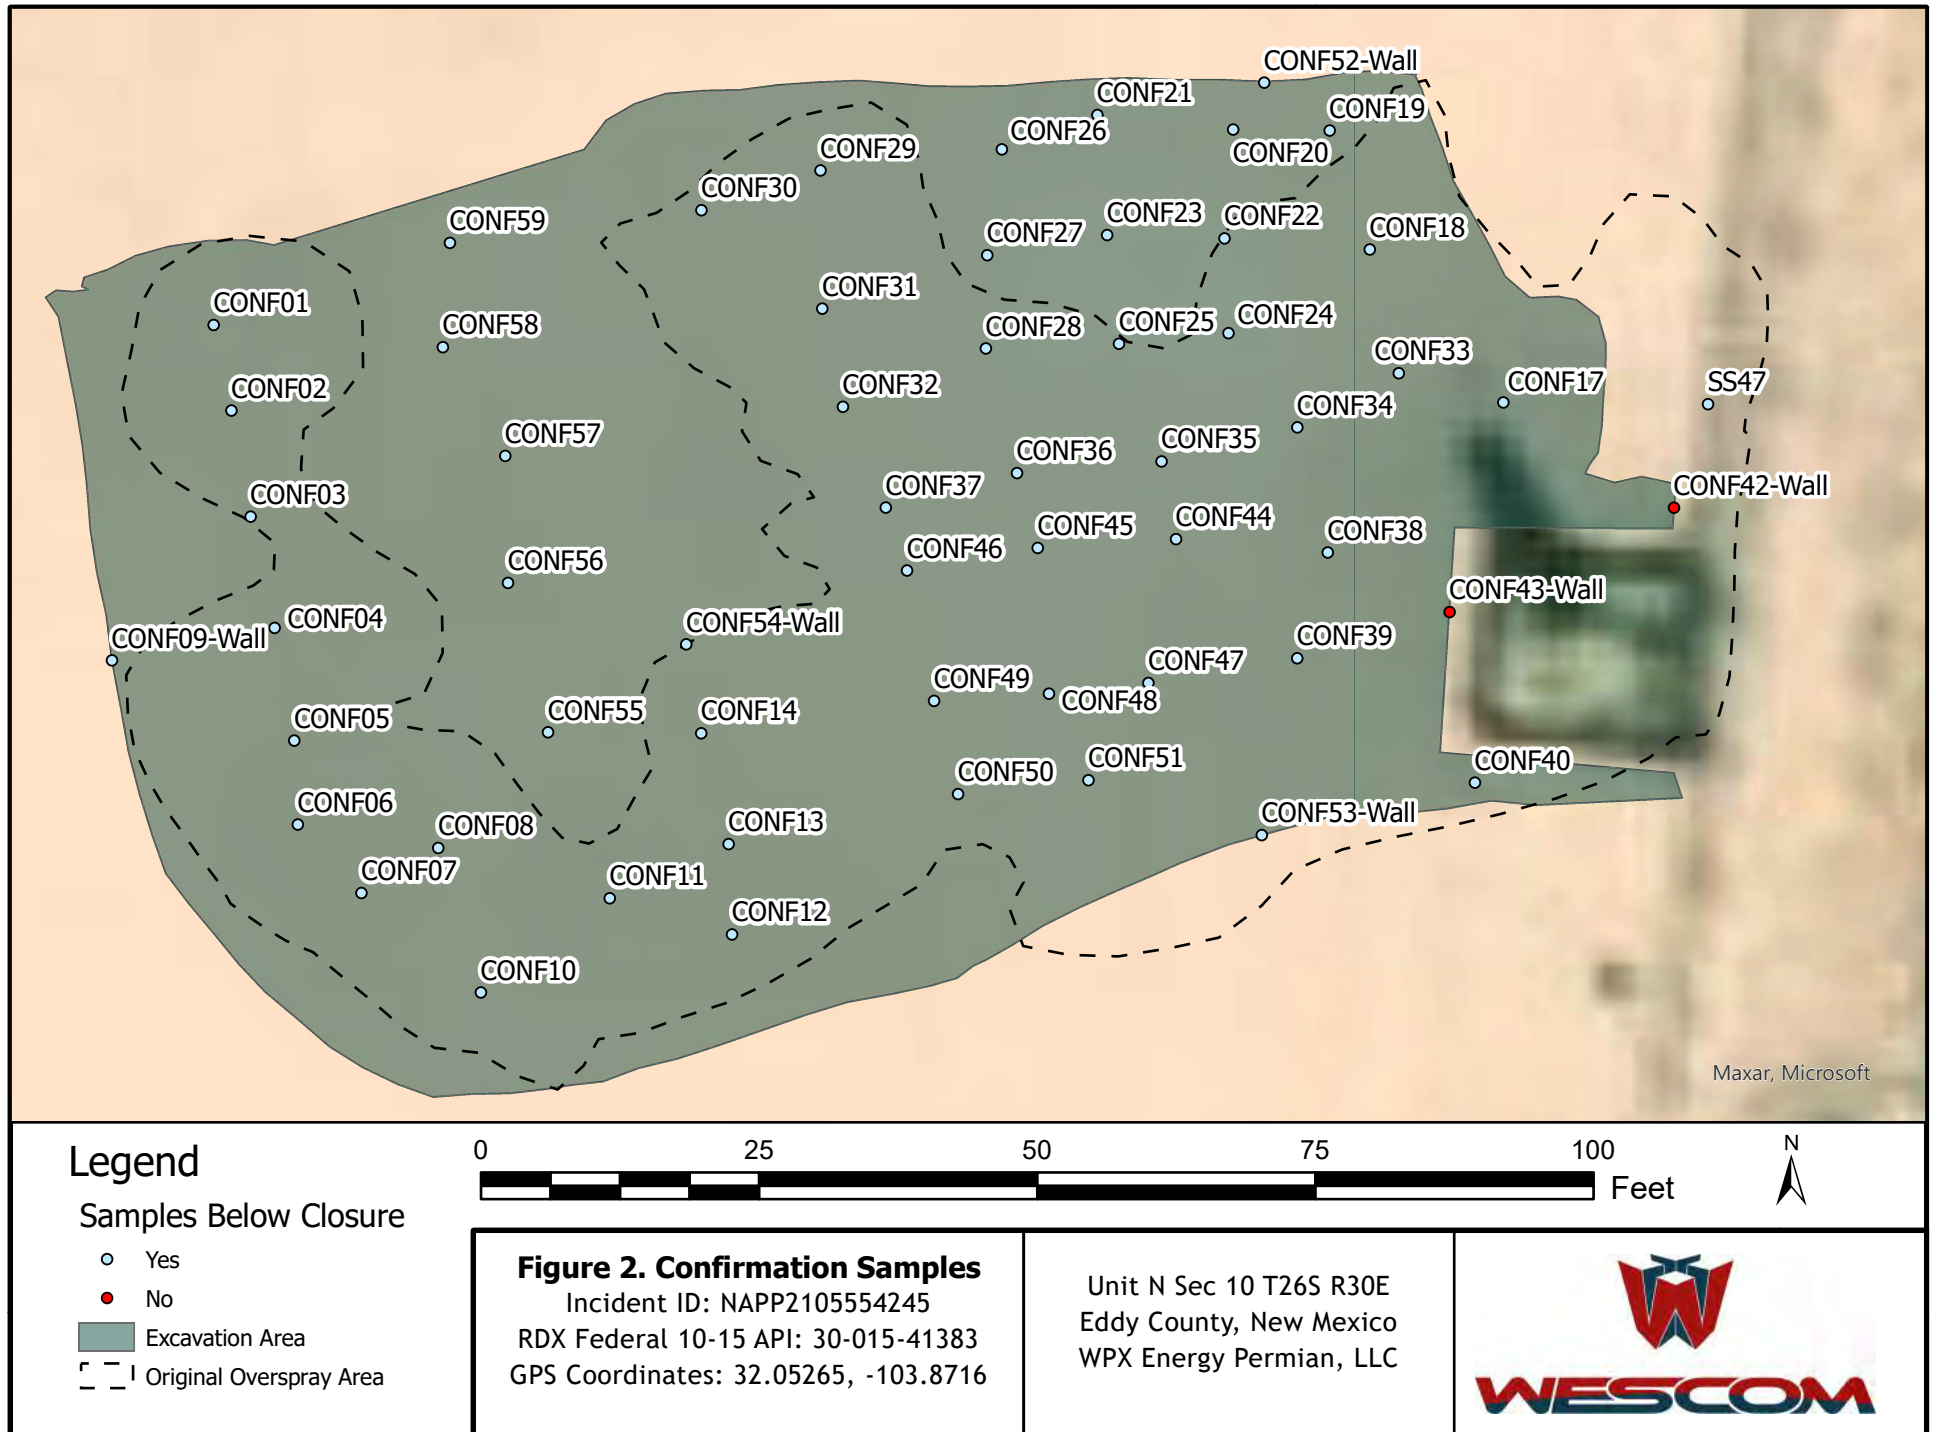 CONF52-Wall
CONF21
CONF19
CONF26
CONF29
CONF20
CONF30
CONF59
CONF23
CONF22
CONF27
CONF18
CONF01
CONF31
CONF58
CONF28
CONF25
CONF24
CONF33
CONF02
CONF32
CONF17
SS47
CONF34
CONF57
CONF35
CONF36
CONF03
CONF37
CONF42-Wall
CONF45
CONF44
CONF38
CONF56
CONF46
CONF43-Wall
CONF04
CONF09-Wall
CONF54-Wall
CONF39
CONF49
CONF47
CONF48
CONF05
CONF55
CONF14
CONF50
CONF51
CONF40
CONF06
CONF08
CONF13
CONF53-Wall
CONF07
CONF11
CONF12
CONF10
Maxar, Microsoft
Legend
Samples Below Closure
Yes
No
Excavation Area
Original Overspray Area
0 25 50 75 100
Feet
N
Figure 2. Confirmation Samples
Incident ID: NAPP2105554245
RDX Federal 10-15 API: 30-015-41383
GPS Coordinates: 32.05265, -103.8716
Unit N Sec 10 T26S R30E
Eddy County, New Mexico
WPX Energy Permian, LLC
WESCOM